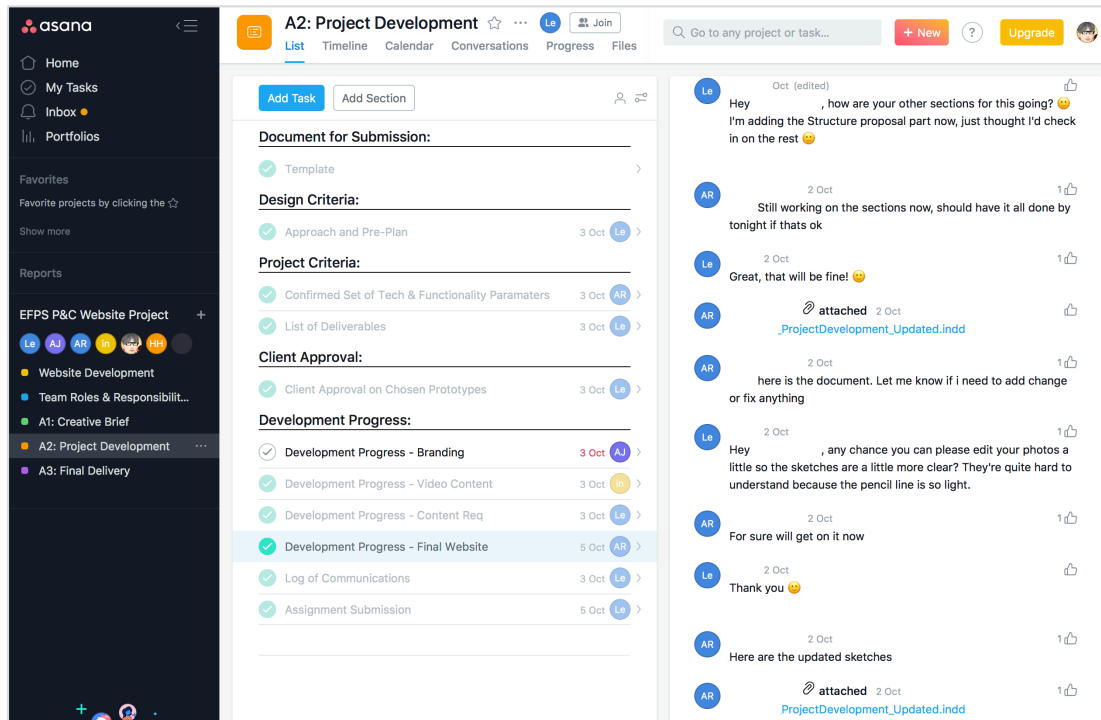 asana
Home
My Tasks
Inbox
Portfolios
Favorites
Favorite projects by clicking the
Show more
Reports
EFPS P&C Website Project +
Le AJ AR In HH
Website Development
Team Roles & Responsibilit...
A1: Creative Brief
A2: Project Development ...
A3: Final Delivery
A2: Project Development ... Le Join
List Timeline Calendar Conversations Progress Files
Go to any project or task...
+ New ? Upgrade
Add Task Add Section
Document for Submission:
Template
Design Criteria:
Approach and Pre-Plan 3 Oct Le
Project Criteria:
Confirmed Set of Tech & Functionality Paramaters 3 Oct AR
List of Deliverables 3 Oct Le
Client Approval:
Client Approval on Chosen Prototypes 3 Oct Le
Development Progress:
Development Progress - Branding 3 Oct AJ
Development Progress - Video Content 3 Oct In
Development Progress - Content Req 3 Oct Le
Development Progress - Final Website 5 Oct AR
Log of Communications 3 Oct Le
Assignment Submission 5 Oct Le
Le Oct (edited)
Hey , how are your other sections for this going?
I'm adding the Structure proposal part now, just thought I'd check
in on the rest
AR 2 Oct 1
Still working on the sections now, should have it all done by
tonight if thats ok
Le 2 Oct 1
Great, that will be fine!
AR attached 2 Oct
_ProjectDevelopment_Updated.indd
AR 2 Oct 1
here is the document. Let me know if i need to add change
or fix anything
Le 2 Oct 1
Hey , any chance you can please edit your photos a
little so the sketches are a little more clear? They're quite hard to
understand because the pencil line is so light.
AR 2 Oct 1
For sure will get on it now
Le 2 Oct
Thank you
AR 2 Oct 1
Here are the updated sketches
AR attached 2 Oct 1
ProjectDevelopment_Updated.indd